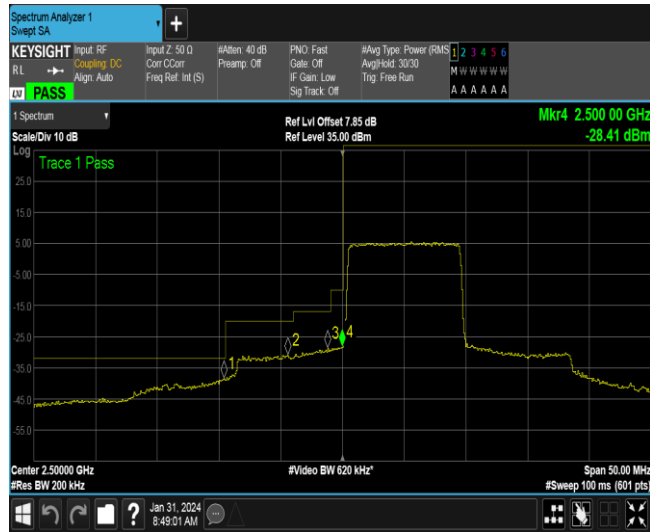 Spectrum Analyzer 1
Swept SA
+
KEYSIGHT Input: RF Input Z: 50 Ω #Atten: 40 dB PNO: Fast #Avg Type: Power (RMS 1 2 3 4 5 6
RL Coupling: DC Corr CCorr Preamp: Off Gate: Off Avg|Hold: 30/30 M W W W W W
Align: Auto Freq Ref: Int (S) IF Gain: Low Trig: Free Run
LXI PASS Sig Track: Off A A A A A A
1 Spectrum Ref Lvl Offset 7.85 dB Mkr4 2.500 00 GHz
Scale/Div 10 dB Ref Level 35.00 dBm -28.41 dBm
Log
Trace 1 Pass
25.0
15.0
5.00
-5.00
-15.0
-25.0
1 2 3 4
-35.0
-45.0
-55.0
Center 2.50000 GHz #Video BW 620 kHz* Span 50.00 MHz
#Res BW 200 kHz #Sweep 100 ms (601 pts)
? Jan 31, 2024
8:49:01 AM